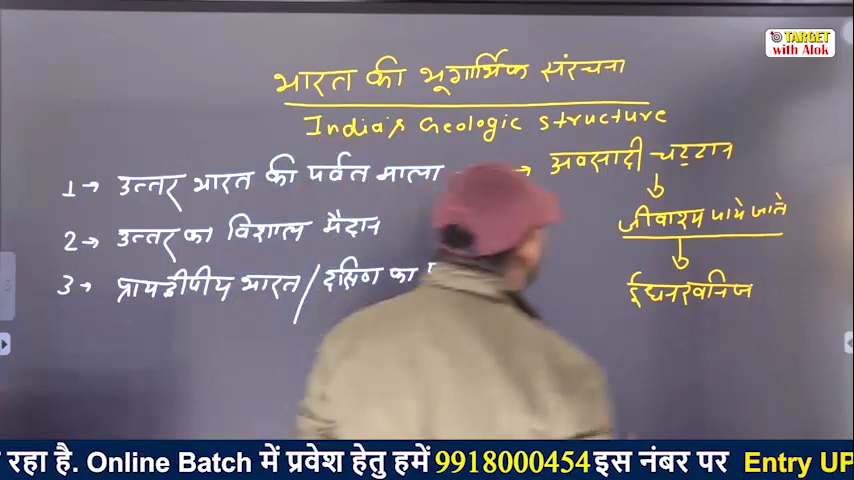 TARGET
with Alok
भारत की भूगार्भिक संरचना
India's Geologic structure
1→ उत्तर भारत की पर्वत माला → अवसादी चट्टान
2→ उत्तर का विशाल मैदान
जीवाश्म पाये जाते
3→ प्रायद्वीपीय भारत/दक्षिण का
ईंधनखनिज
रहा है. Online Batch में प्रवेश हेतु हमें 9918000454 इस नंबर पर Entry UP